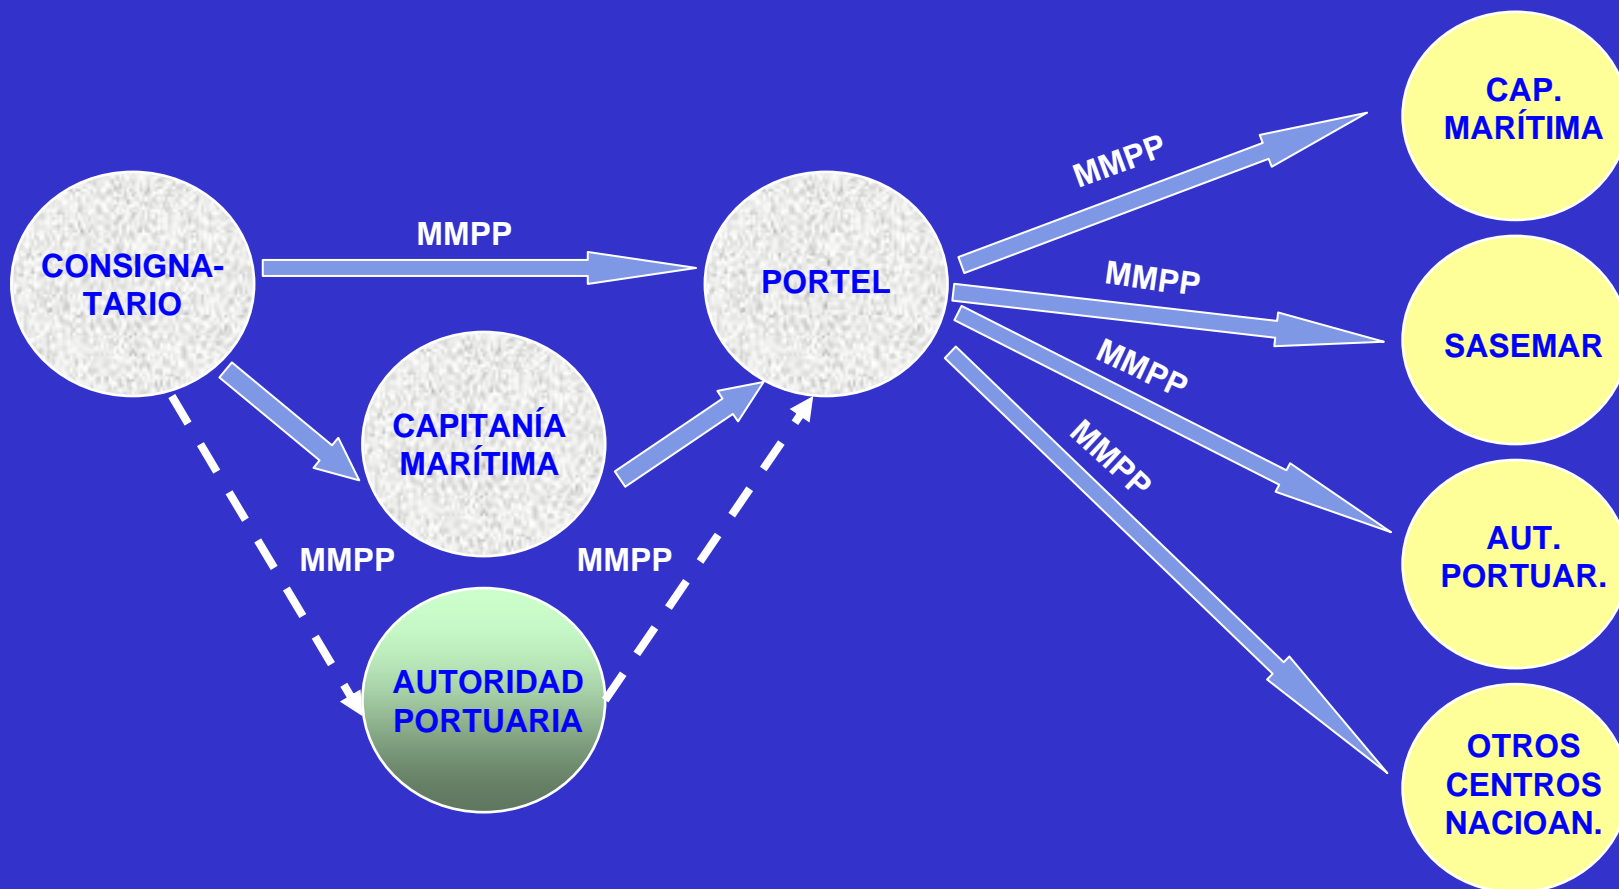 CONSIGNA-
TARIO
MMPP
CAPITANÍA
MARÍTIMA
MMPP
MMPP
AUTORIDAD
PORTUARIA
PORTEL
MMPP
MMPP
MMPP
MMPP
CAP.
MARÍTIMA
SASEMAR
AUT.
PORTUAR.
OTROS
CENTROS
NACIOAN.